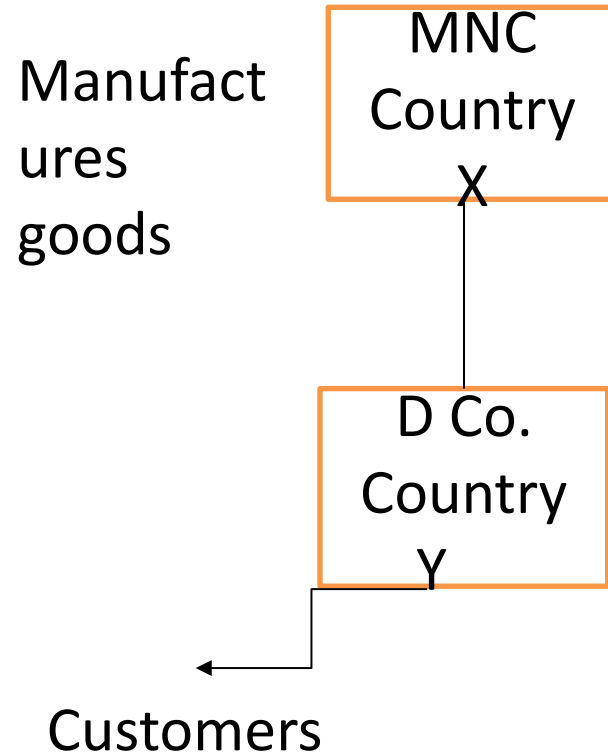 Manufact
ures
goods
MNC
Country
X
D Co.
Country
Y
Customers